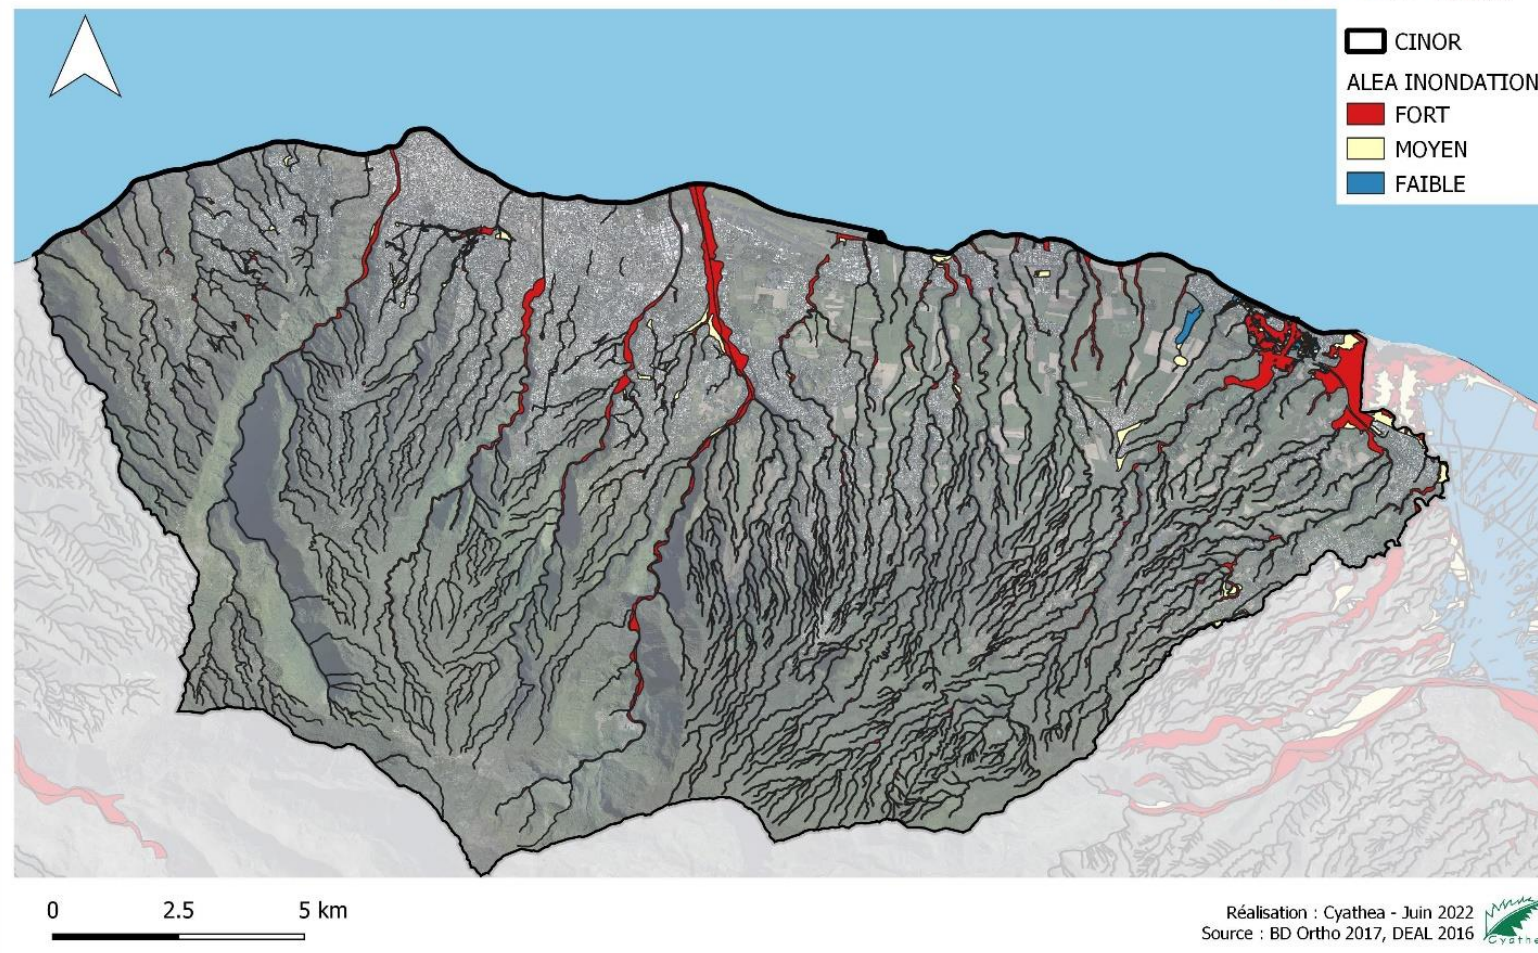 CINOR
ALEA INONDATION
FORT
MOYEN
FAIBLE
0 2.5 5 km
Réalisation : Cyathea - Juin 2022
Source : BD Ortho 2017, DEAL 2016